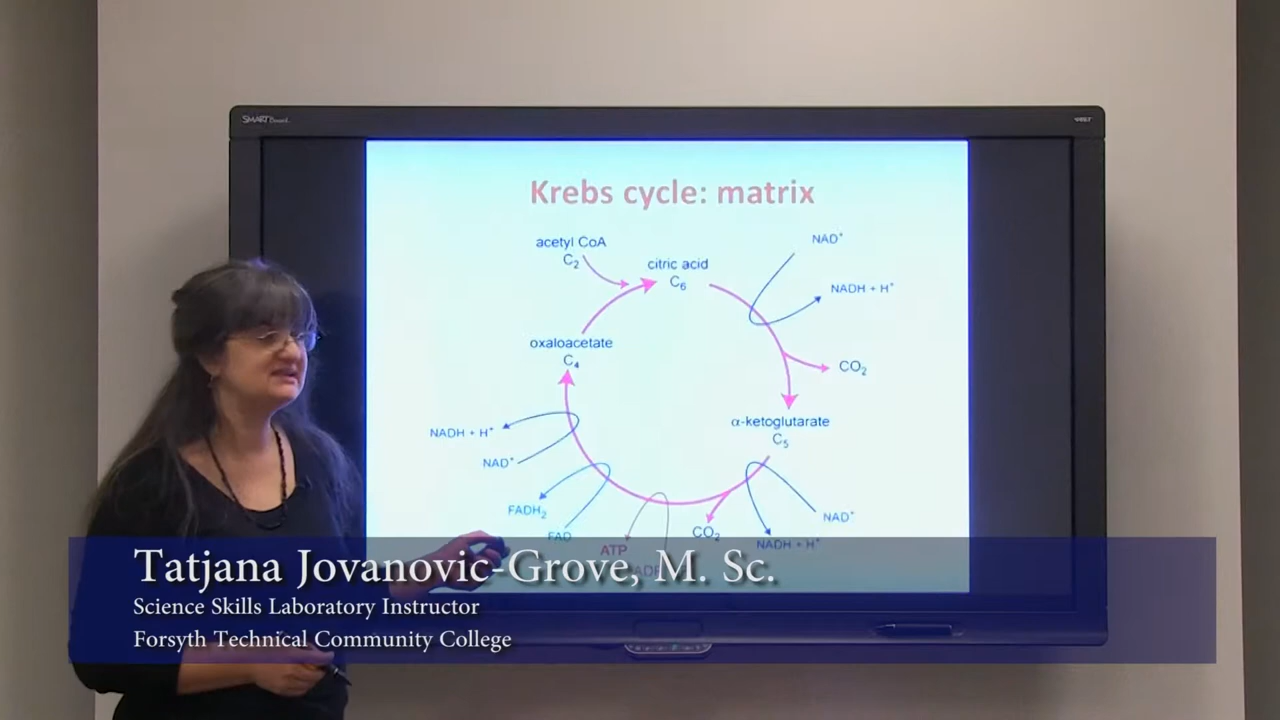 SMART Board
Krebs cycle: matrix
acetyl CoA
C₂
citric acid
C₆
NAD⁺
NADH + H⁺
CO₂
oxaloacetate
C₄
α-ketoglutarate
C₅
NADH + H⁺
NAD⁺
FADH₂
FAD
ATP
CO₂
NADH + H⁺
NAD⁺
Tatjana Jovanovic-Grove, M. Sc.
Science Skills Laboratory Instructor
Forsyth Technical Community College